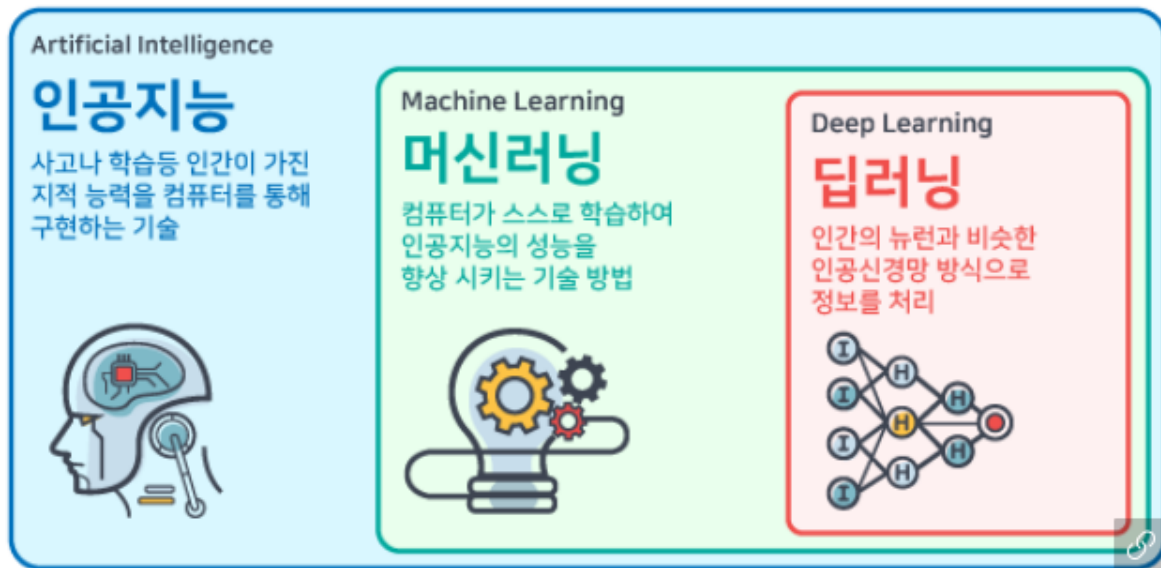 Artificial Intelligence
인공지능
사고나 학습등 인간이 가진
지적 능력을 컴퓨터를 통해
구현하는 기술
Machine Learning
머신러닝
컴퓨터가 스스로 학습하여
인공지능의 성능을
향상 시키는 기술 방법
Deep Learning
딥러닝
인간의 뉴런과 비슷한
인공신경망 방식으로
정보를 처리
I
H
I
H
H
I
H
H
I